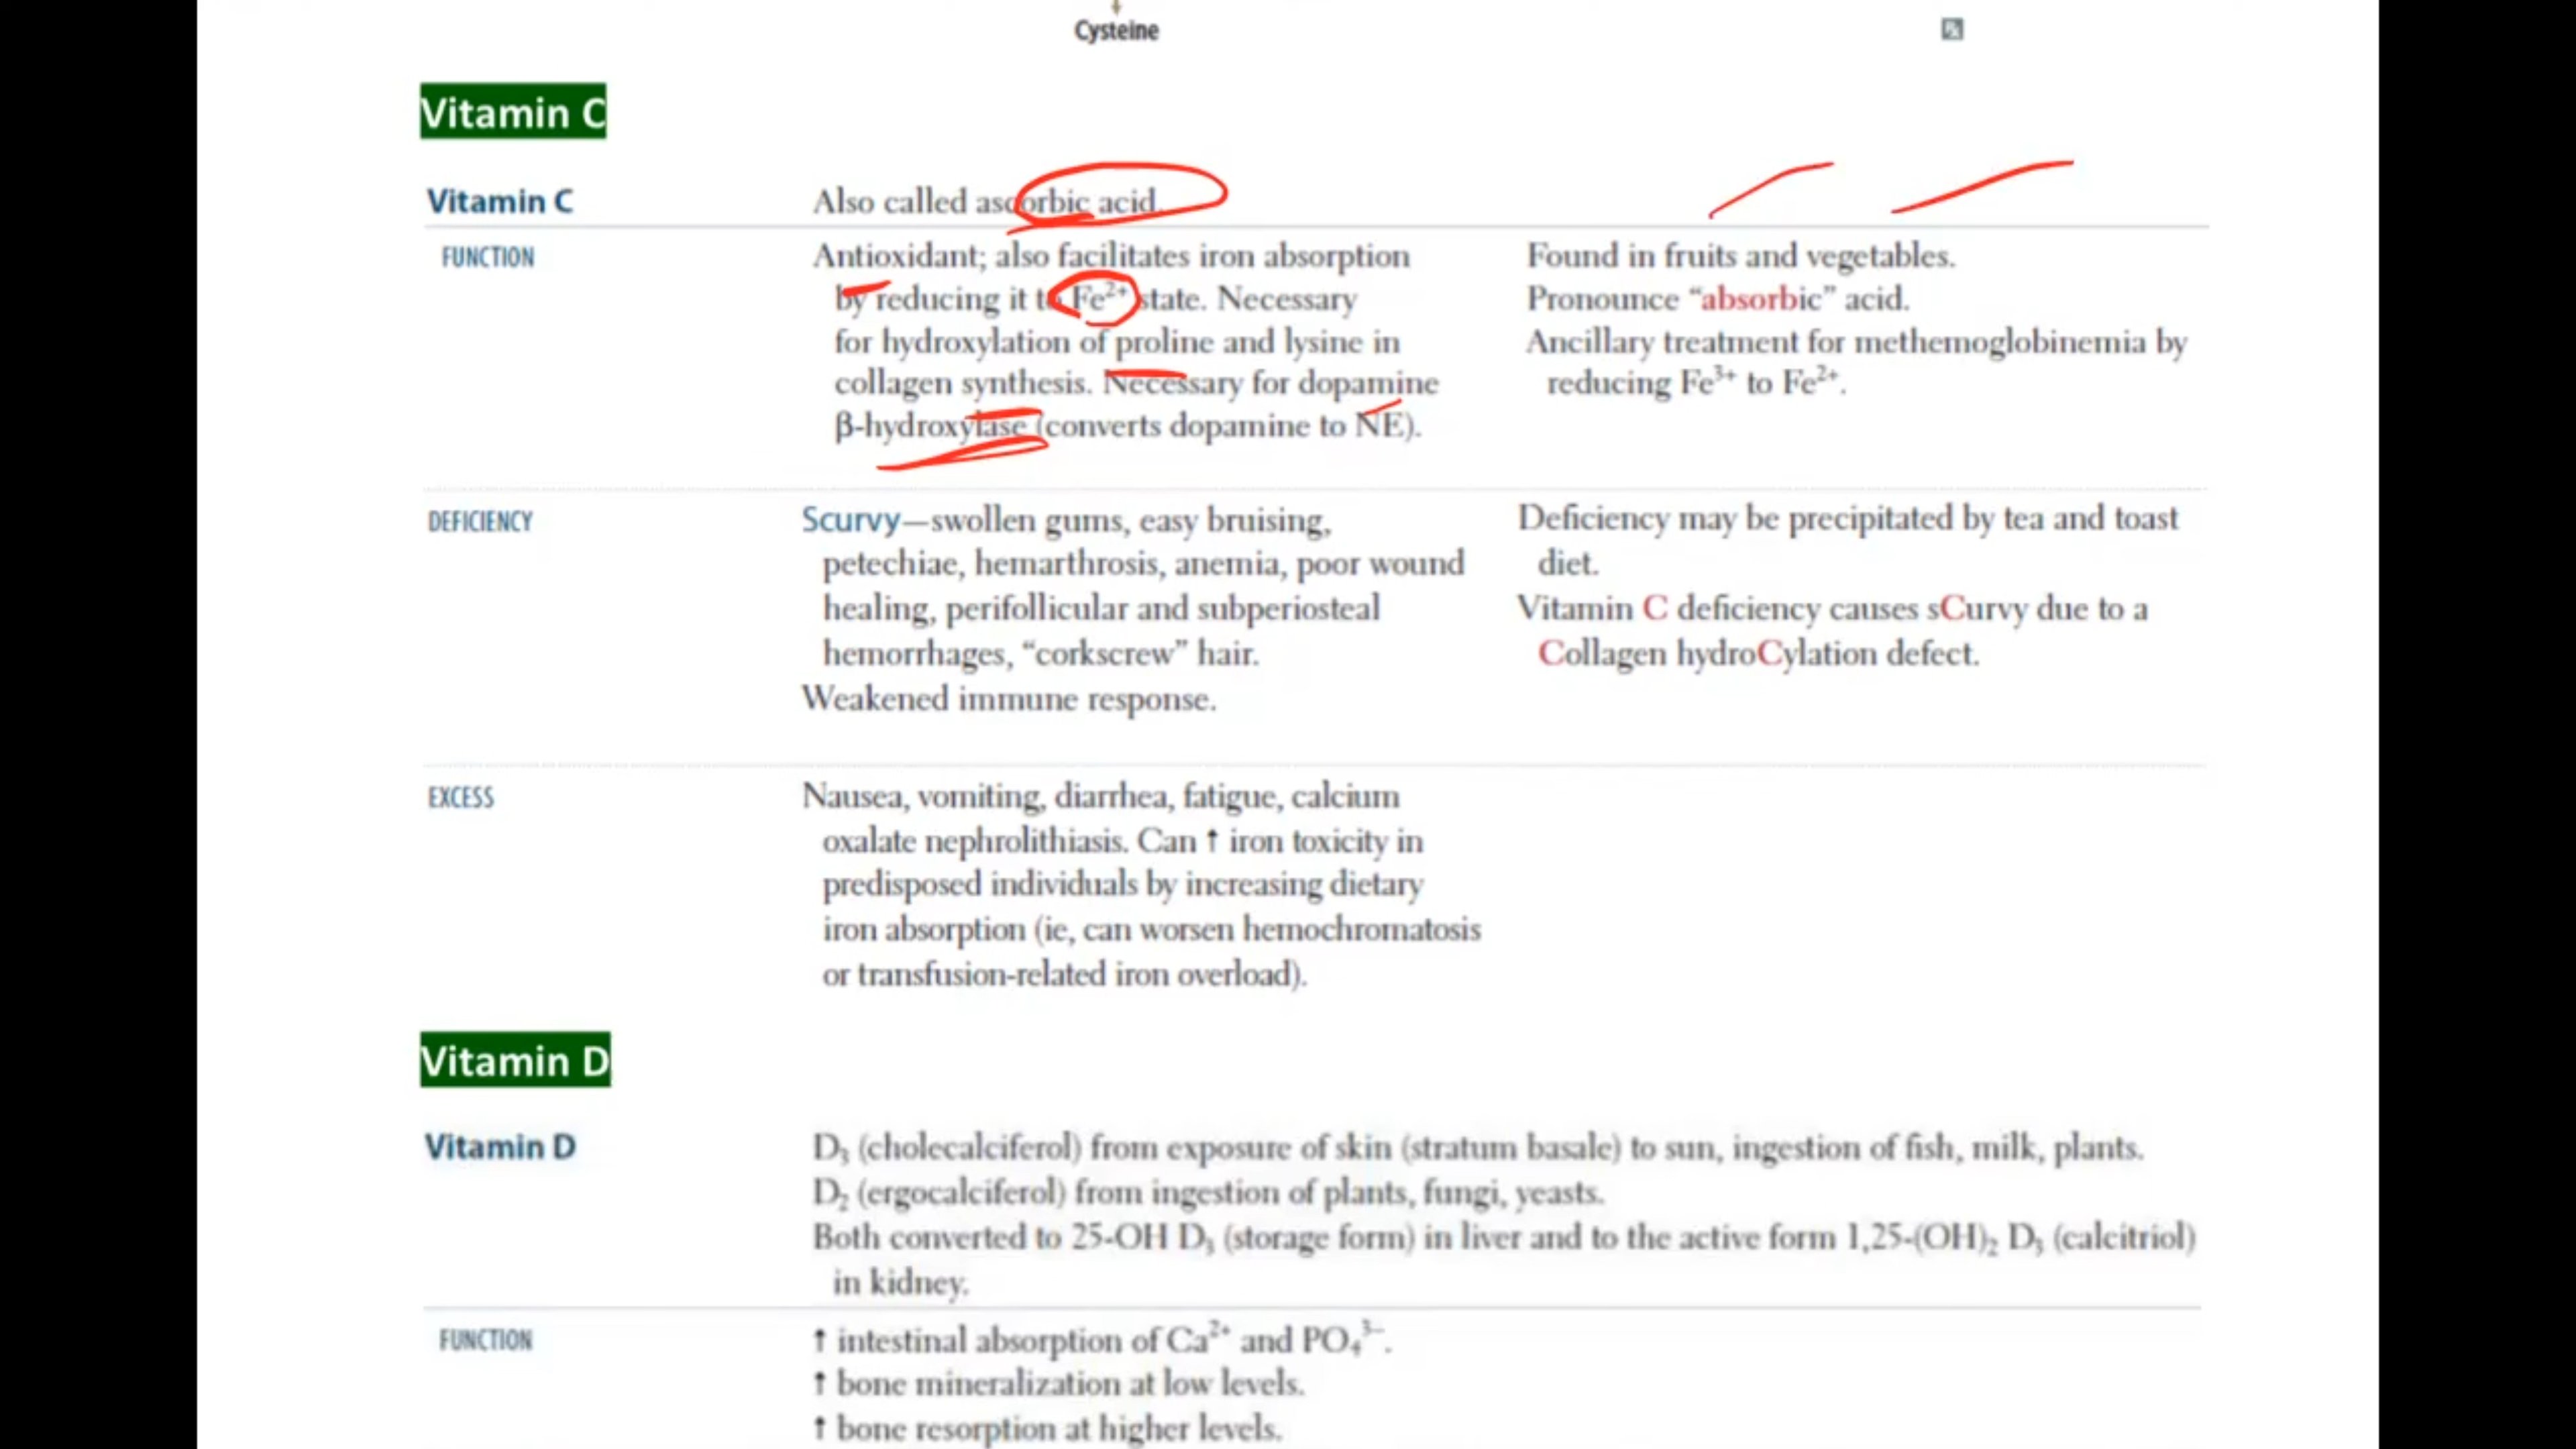 Cysteine
Rx
Vitamin C
Vitamin C
Also called ascorbic acid.
FUNCTION
Antioxidant; also facilitates iron absorption
by reducing it to Fe²⁺ state. Necessary
for hydroxylation of proline and lysine in
collagen synthesis. Necessary for dopamine
β-hydroxylase (converts dopamine to NE).
Found in fruits and vegetables.
Pronounce “absorbic” acid.
Ancillary treatment for methemoglobinemia by
reducing Fe³⁺ to Fe²⁺.
DEFICIENCY
Scurvy—swollen gums, easy bruising,
petechiae, hemarthrosis, anemia, poor wound
healing, perifollicular and subperiosteal
hemorrhages, “corkscrew” hair.
Weakened immune response.
Deficiency may be precipitated by tea and toast
diet.
Vitamin C deficiency causes sCurvy due to a
Collagen hydroCylation defect.
EXCESS
Nausea, vomiting, diarrhea, fatigue, calcium
oxalate nephrolithiasis. Can ↑ iron toxicity in
predisposed individuals by increasing dietary
iron absorption (ie, can worsen hemochromatosis
or transfusion-related iron overload).
Vitamin D
Vitamin D
D₃ (cholecalciferol) from exposure of skin (stratum basale) to sun, ingestion of fish, milk, plants.
D₂ (ergocalciferol) from ingestion of plants, fungi, yeasts.
Both converted to 25-OH D₃ (storage form) in liver and to the active form 1,25-(OH)₂ D₃ (calcitriol)
in kidney.
FUNCTION
↑ intestinal absorption of Ca²⁺ and PO₄³⁻.
↑ bone mineralization at low levels.
↑ bone resorption at higher levels.